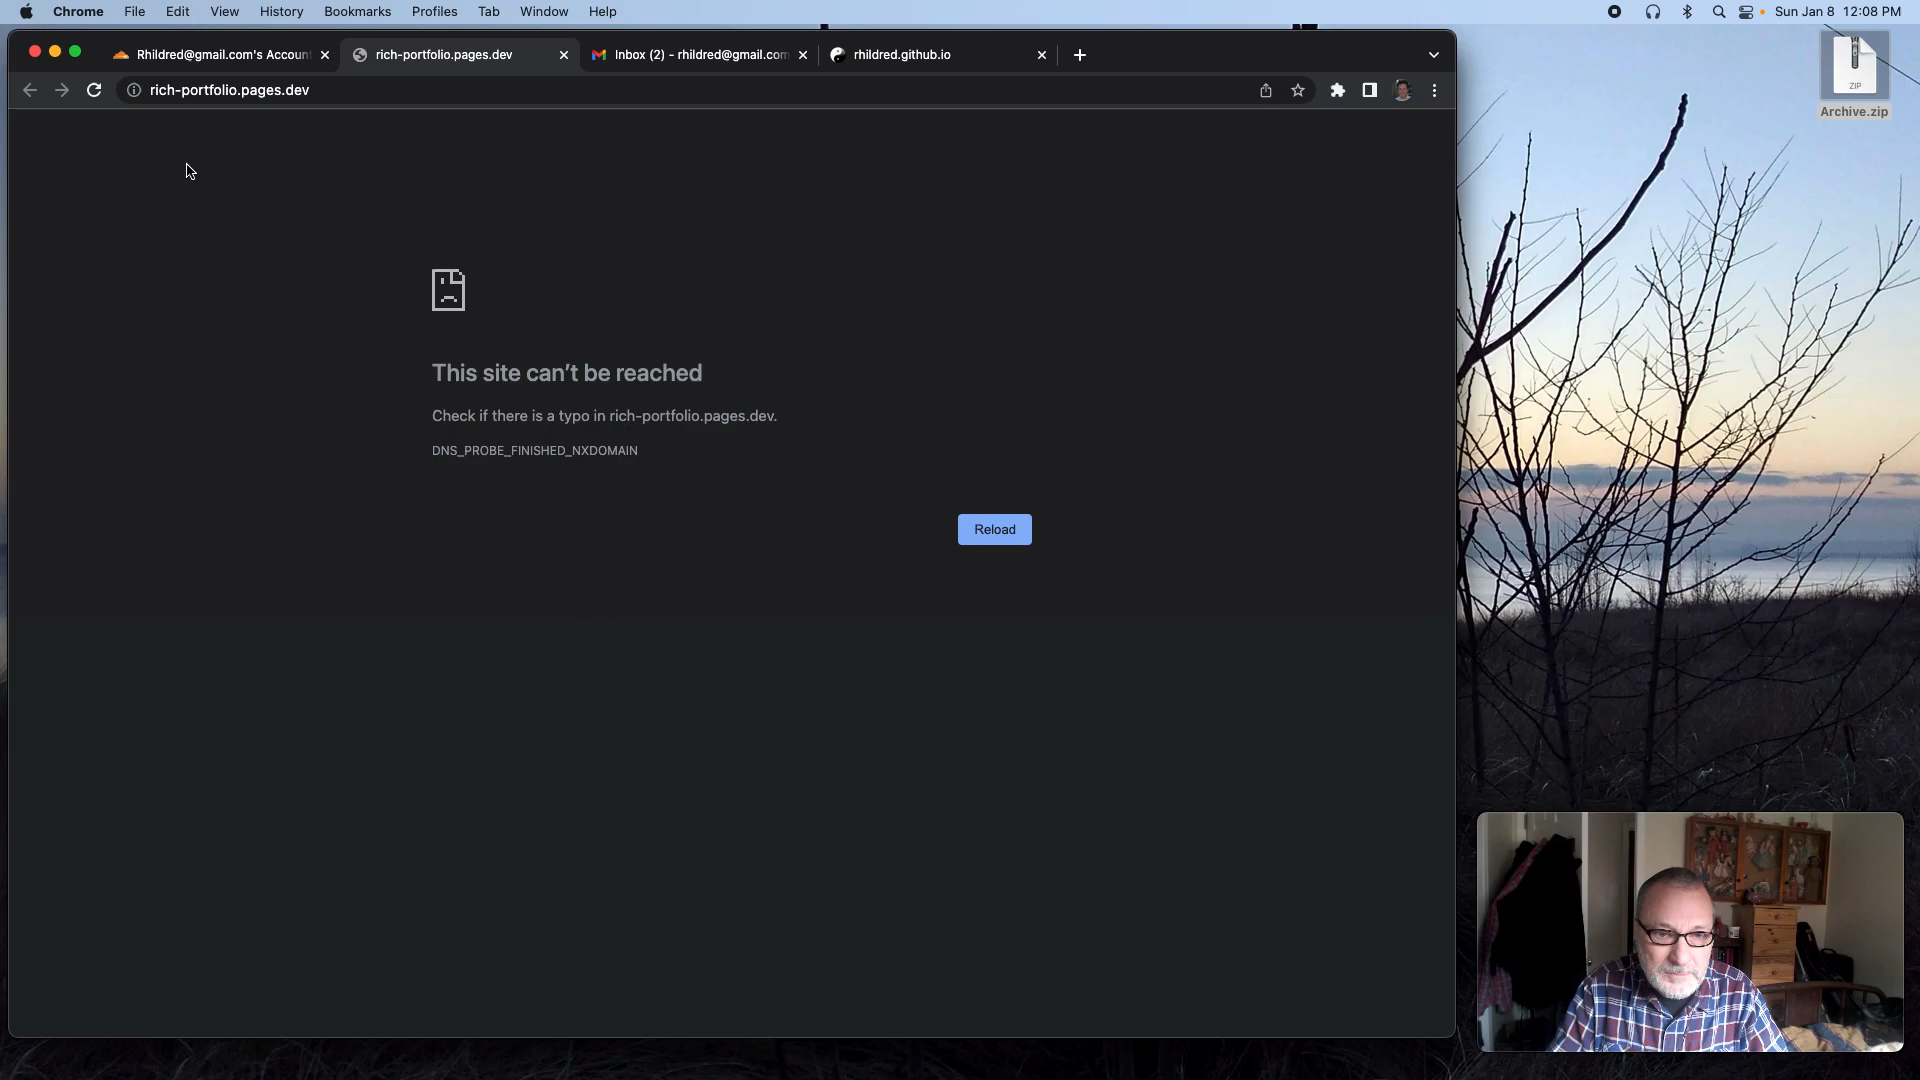 Chrome File Edit View History Bookmarks Profiles Tab Window Help Sun Jan 8 12:08 PM
Rhildred@gmail.com's Accoun rich-portfolio.pages.dev Inbox (2) - rhildred@gmail.com rhildred.github.io
rich-portfolio.pages.dev
ZIP
Archive.zip
This site can't be reached
Check if there is a typo in rich-portfolio.pages.dev.
DNS_PROBE_FINISHED_NXDOMAIN
Reload